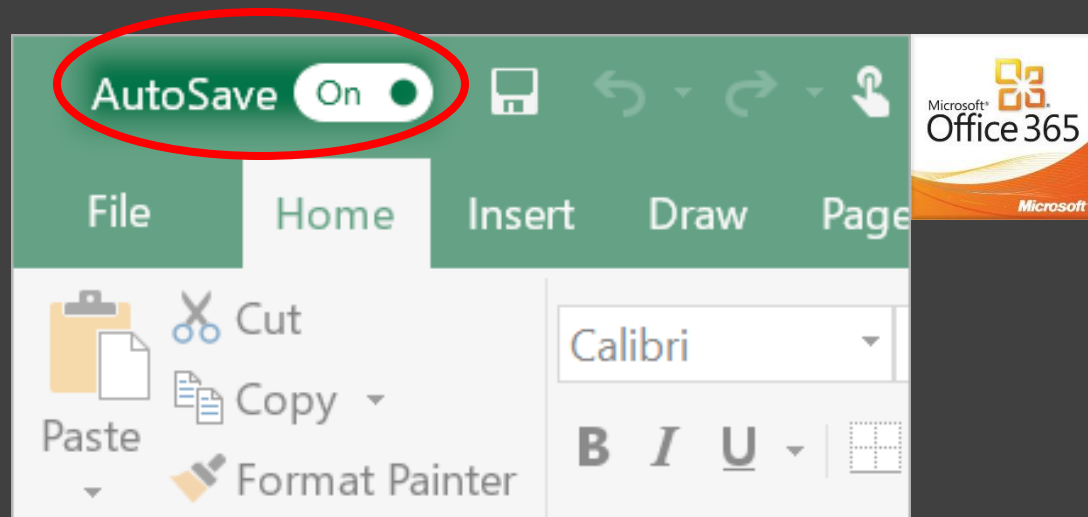 AutoSave On
Microsoft®
Office 365
Microsoft
File Home Insert Draw Page
Cut
Calibri
Copy
Paste
B I U
Format Painter